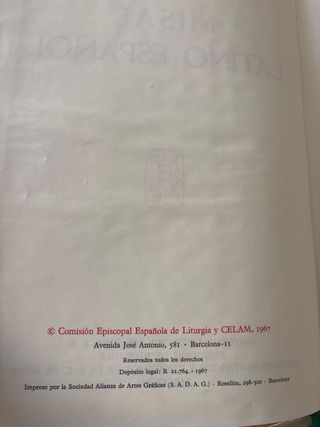 © Comisión Episcopal Española de Liturgia y CELAM, 1967
Avenida José Antonio, 581 · Barcelona-11
Reservados todos los derechos
Depósito legal: B. 21.764 - 1967
Impreso por la Sociedad Alianza de Artes Gráficas (S. A. D. A. G.) · Rosellón, 298-300 · Barcelona